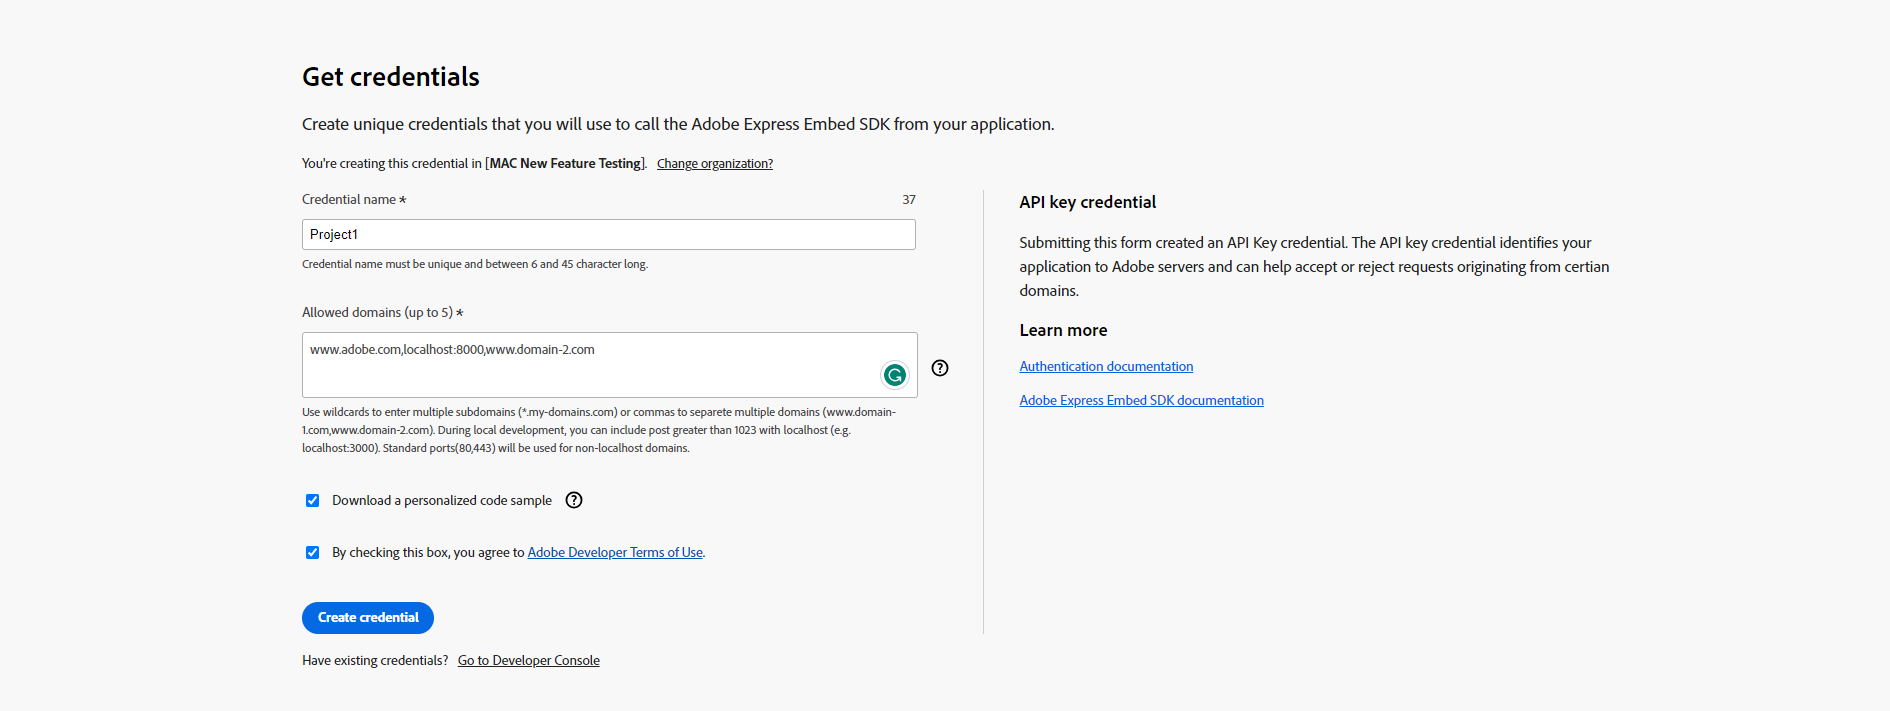 Get credentials
Create unique credentials that you will use to call the Adobe Express Embed SDK from your application.
You're creating this credential in [MAC New Feature Testing]. Change organization?
Credential name * 37
Project1
Credential name must be unique and between 6 and 45 character long.
Allowed domains (up to 5) *
www.adobe.com,localhost:8000,www.domain-2.com
Use wildcards to enter multiple subdomains (*.my-domains.com) or commas to separete multiple domains (www.domain-
1.com,www.domain-2.com). During local development, you can include post greater than 1023 with localhost (e.g.
localhost:3000). Standard ports(80,443) will be used for non-localhost domains.
Download a personalized code sample
By checking this box, you agree to Adobe Developer Terms of Use.
Create credential
Have existing credentials? Go to Developer Console
API key credential
Submitting this form created an API Key credential. The API key credential identifies your
application to Adobe servers and can help accept or reject requests originating from certian
domains.
Learn more
Authentication documentation
Adobe Express Embed SDK documentation